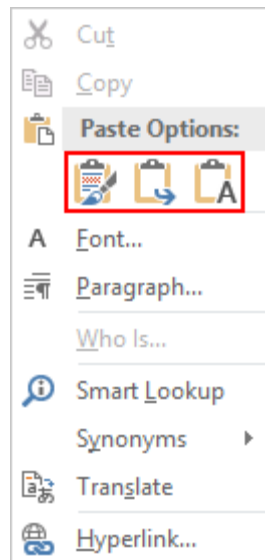 Cut
Copy
Paste Options:
A
A Font...
Paragraph...
Who Is...
Smart Lookup
Synonyms
Translate
Hyperlink...